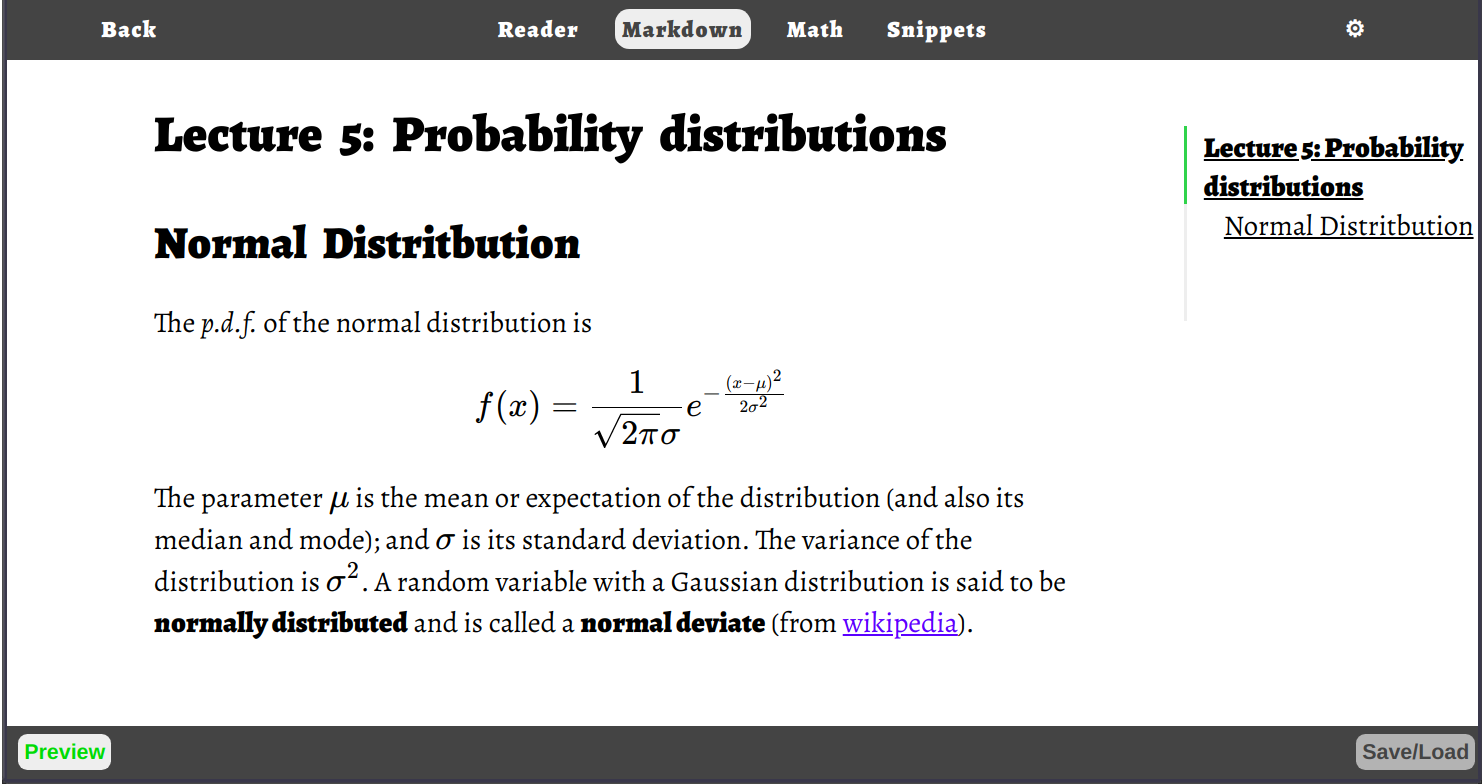 Back Reader Markdown Math Snippets ⚙
Lecture 5: Probability distributions
Normal Distritbution
The p.d.f. of the normal distribution is
f(x) = \frac{1}{\sqrt{2\pi}\sigma} e^{-\frac{(x-\mu)^2}{2\sigma^2}}
The parameter μ is the mean or expectation of the distribution (and also its
median and mode); and σ is its standard deviation. The variance of the
distribution is σ². A random variable with a Gaussian distribution is said to be
normally distributed and is called a normal deviate (from wikipedia).
Lecture 5: Probability
distributions
Normal Distritbution
Preview Save/Load